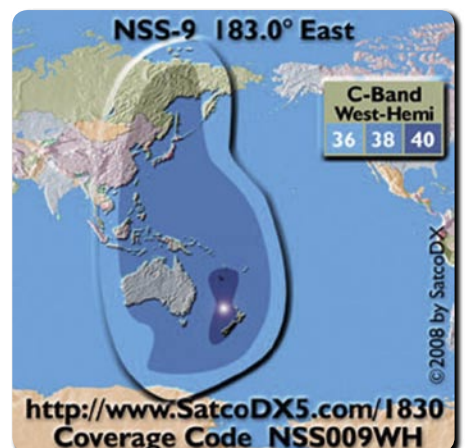 NSS-9 183.0° East
C-Band
West-Hemi
36 38 40
©2008 by SatcoDX
http://www.SatcoDX5.com/1830
Coverage Code NSS009WH